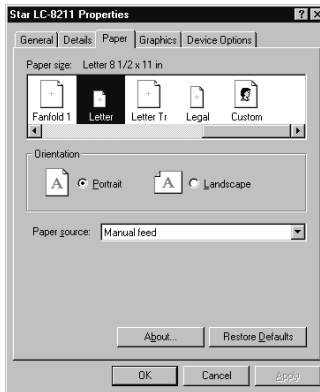 Star LC-8211 Properties
General Details Paper Graphics Device Options
Paper size: Letter 8 1/2 x 11 in
Fanfold 1 Letter Letter Tr Legal Custom
Orientation
A Portrait A Landscape
Paper source: Manual feed
About... Restore Defaults
OK Cancel Apply